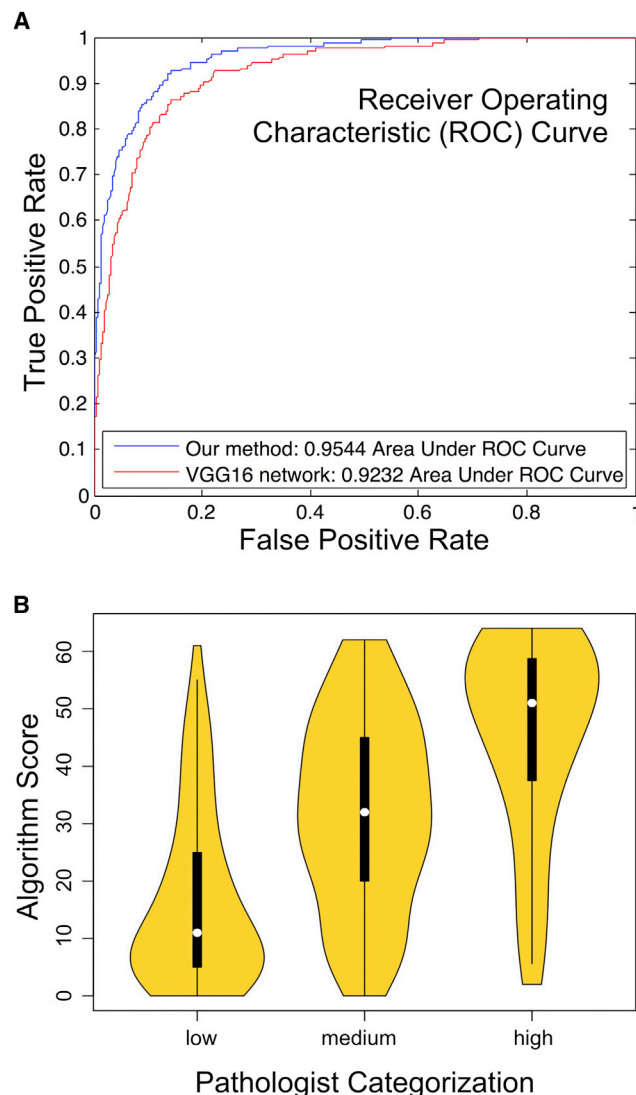 A
Receiver Operating
Characteristic (ROC) Curve
True Positive Rate
1
0.9
0.8
0.7
0.6
0.5
0.4
0.3
0.2
0.1
0
Our method: 0.9544 Area Under ROC Curve
VGG16 network: 0.9232 Area Under ROC Curve
0 0.2 0.4 0.6 0.8 1
False Positive Rate
B
Algorithm Score
60
50
40
30
20
10
0
low medium high
Pathologist Categorization